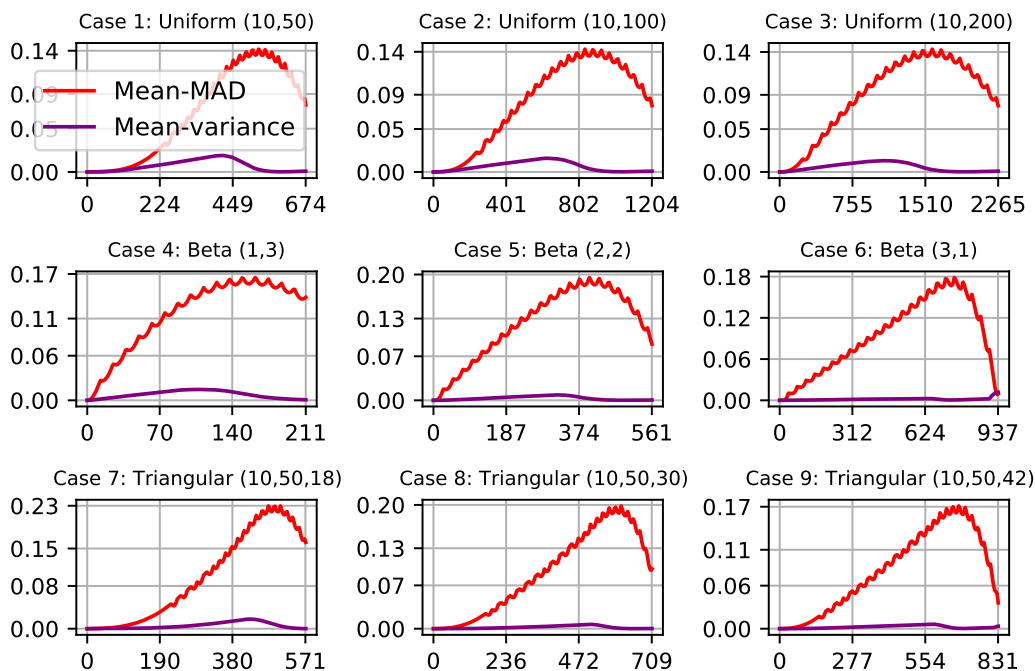 Case 1: Uniform (10,50)
0.14
0.09
0.05
0.00
Mean-MAD
Mean-variance
0 224 449 674
Case 2: Uniform (10,100)
0.14
0.09
0.05
0.00
0 401 802 1204
Case 3: Uniform (10,200)
0.14
0.09
0.05
0.00
0 755 1510 2265
Case 4: Beta (1,3)
0.17
0.11
0.06
0.00
0 70 140 211
Case 5: Beta (2,2)
0.20
0.13
0.07
0.00
0 187 374 561
Case 6: Beta (3,1)
0.18
0.12
0.06
0.00
0 312 624 937
Case 7: Triangular (10,50,18)
0.23
0.15
0.08
0.00
0 190 380 571
Case 8: Triangular (10,50,30)
0.20
0.13
0.07
0.00
0 236 472 709
Case 9: Triangular (10,50,42)
0.17
0.11
0.06
0.00
0 277 554 831